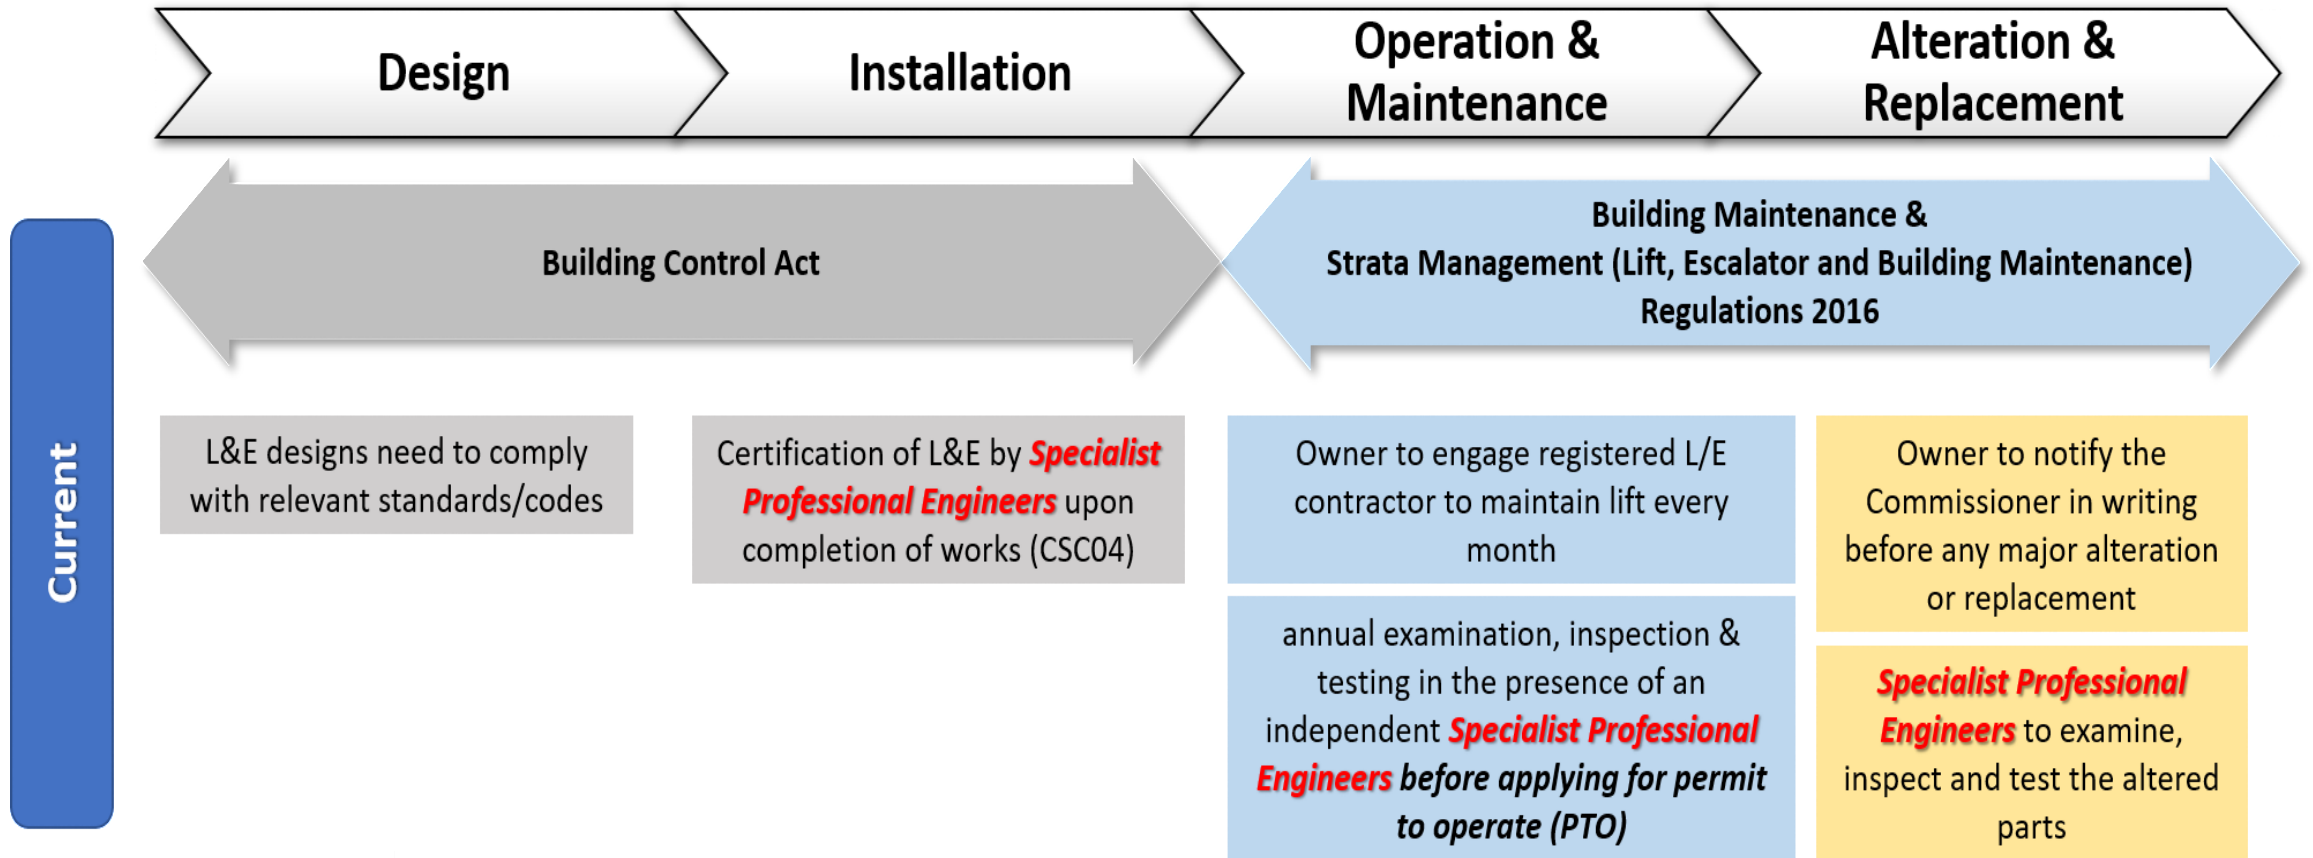 Design
Installation
Operation &
Maintenance
Alteration &
Replacement
Building Control Act
Building Maintenance &
Strata Management (Lift, Escalator and Building Maintenance)
Regulations 2016
Current
L&E designs need to comply
with relevant standards/codes
Certification of L&E by Specialist
Professional Engineers upon
completion of works (CSC04)
Owner to engage registered L/E
contractor to maintain lift every
month
annual examination, inspection &
testing in the presence of an
independent Specialist Professional
Engineers before applying for permit
to operate (PTO)
Owner to notify the
Commissioner in writing
before any major alteration
or replacement
Specialist Professional
Engineers to examine,
inspect and test the altered
parts